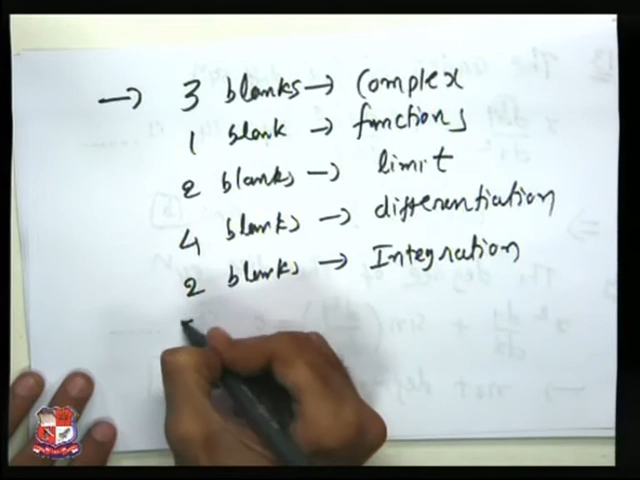 → 3 blanks → Complex
1 blank → functions
2 blanks → limit
4 blanks → differentiation
2 blanks → Integration